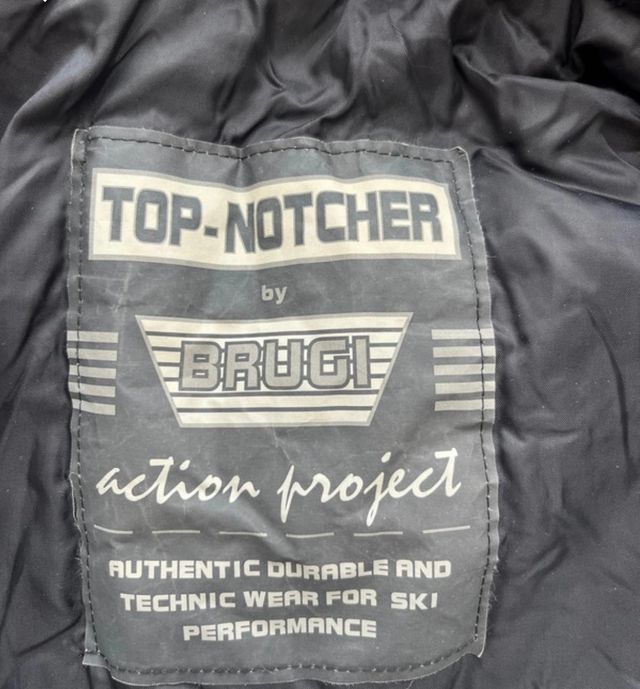 TOP-NOTCHER
by
BRUGI
action project
AUTHENTIC DURABLE AND
TECHNIC WEAR FOR SKI
PERFORMANCE